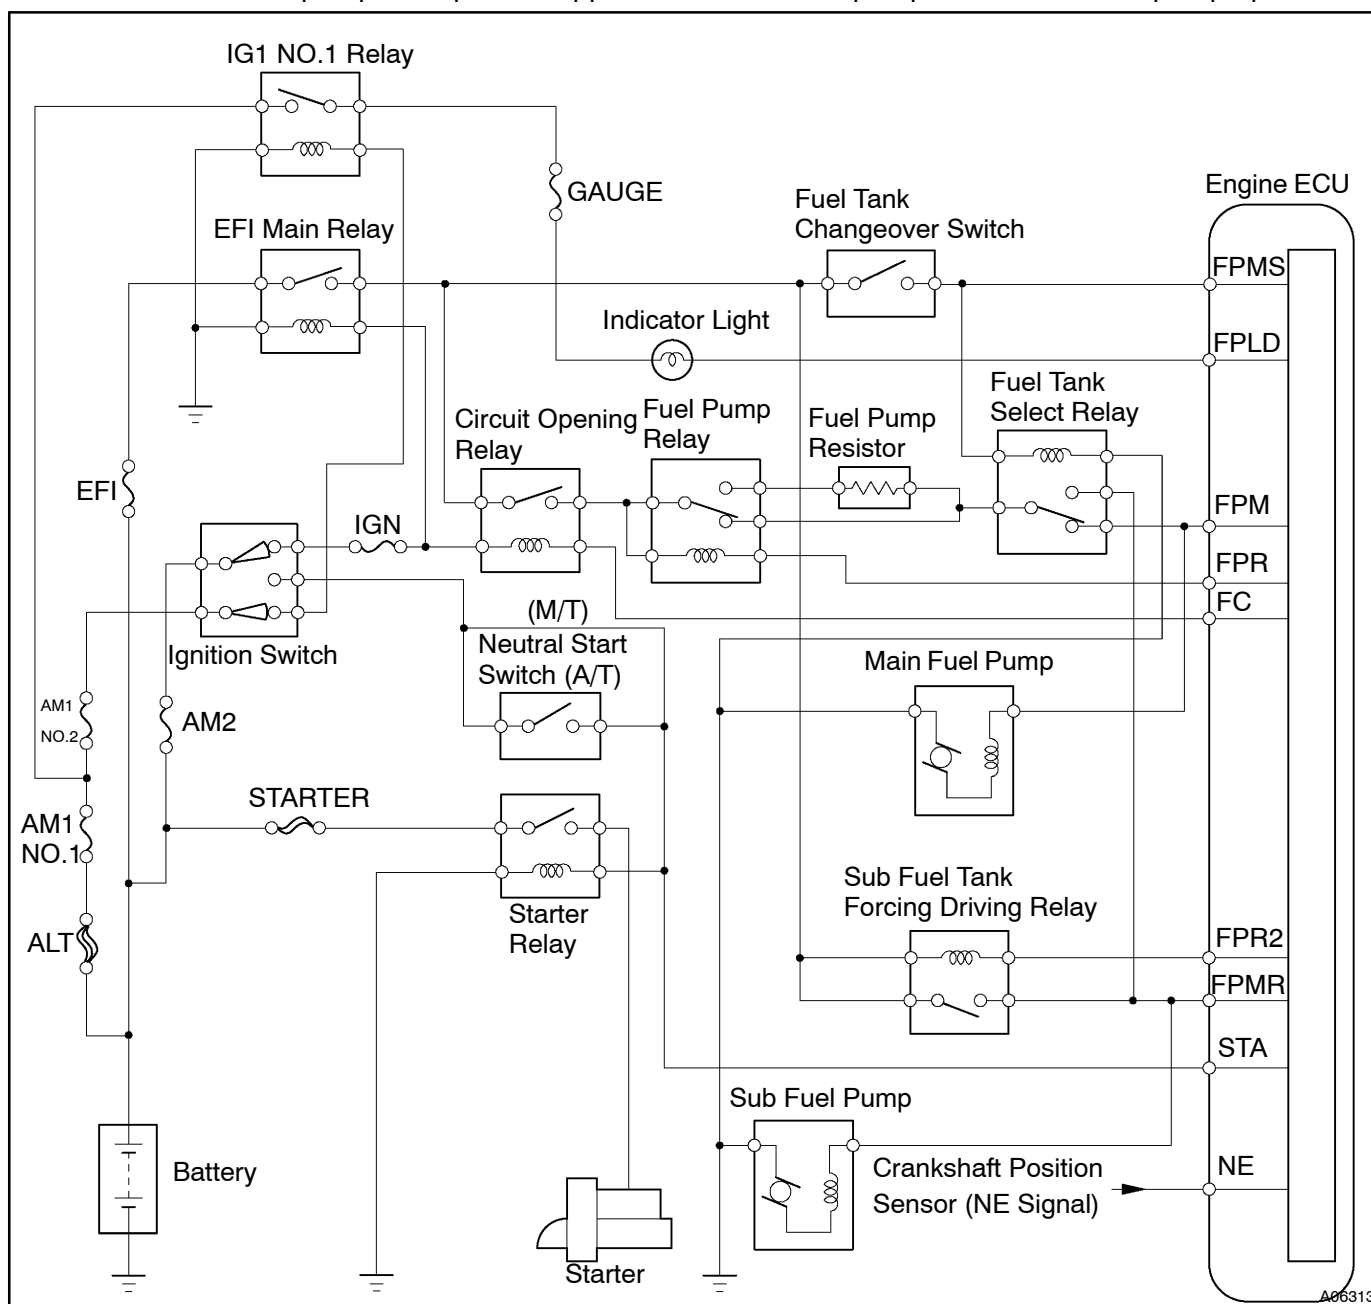 IG1 NO.1 Relay
GAUGE
Engine ECU
Fuel Tank
Changeover Switch
EFI Main Relay
FPMS
Indicator Light
FPLD
Fuel Tank
Select Relay
Circuit Opening
Relay
Fuel Pump
Relay
Fuel Pump
Resistor
EFI
IGN
FPM
FPR
FC
(M/T)
Neutral Start
Switch (A/T)
Ignition Switch
Main Fuel Pump
AM1
NO.2
AM2
STARTER
AM1
NO.1
Sub Fuel Tank
Forcing Driving Relay
Starter
Relay
ALT
FPR2
FPMR
STA
Sub Fuel Pump
Battery
Crankshaft Position
Sensor (NE Signal)
NE
Starter
A06313